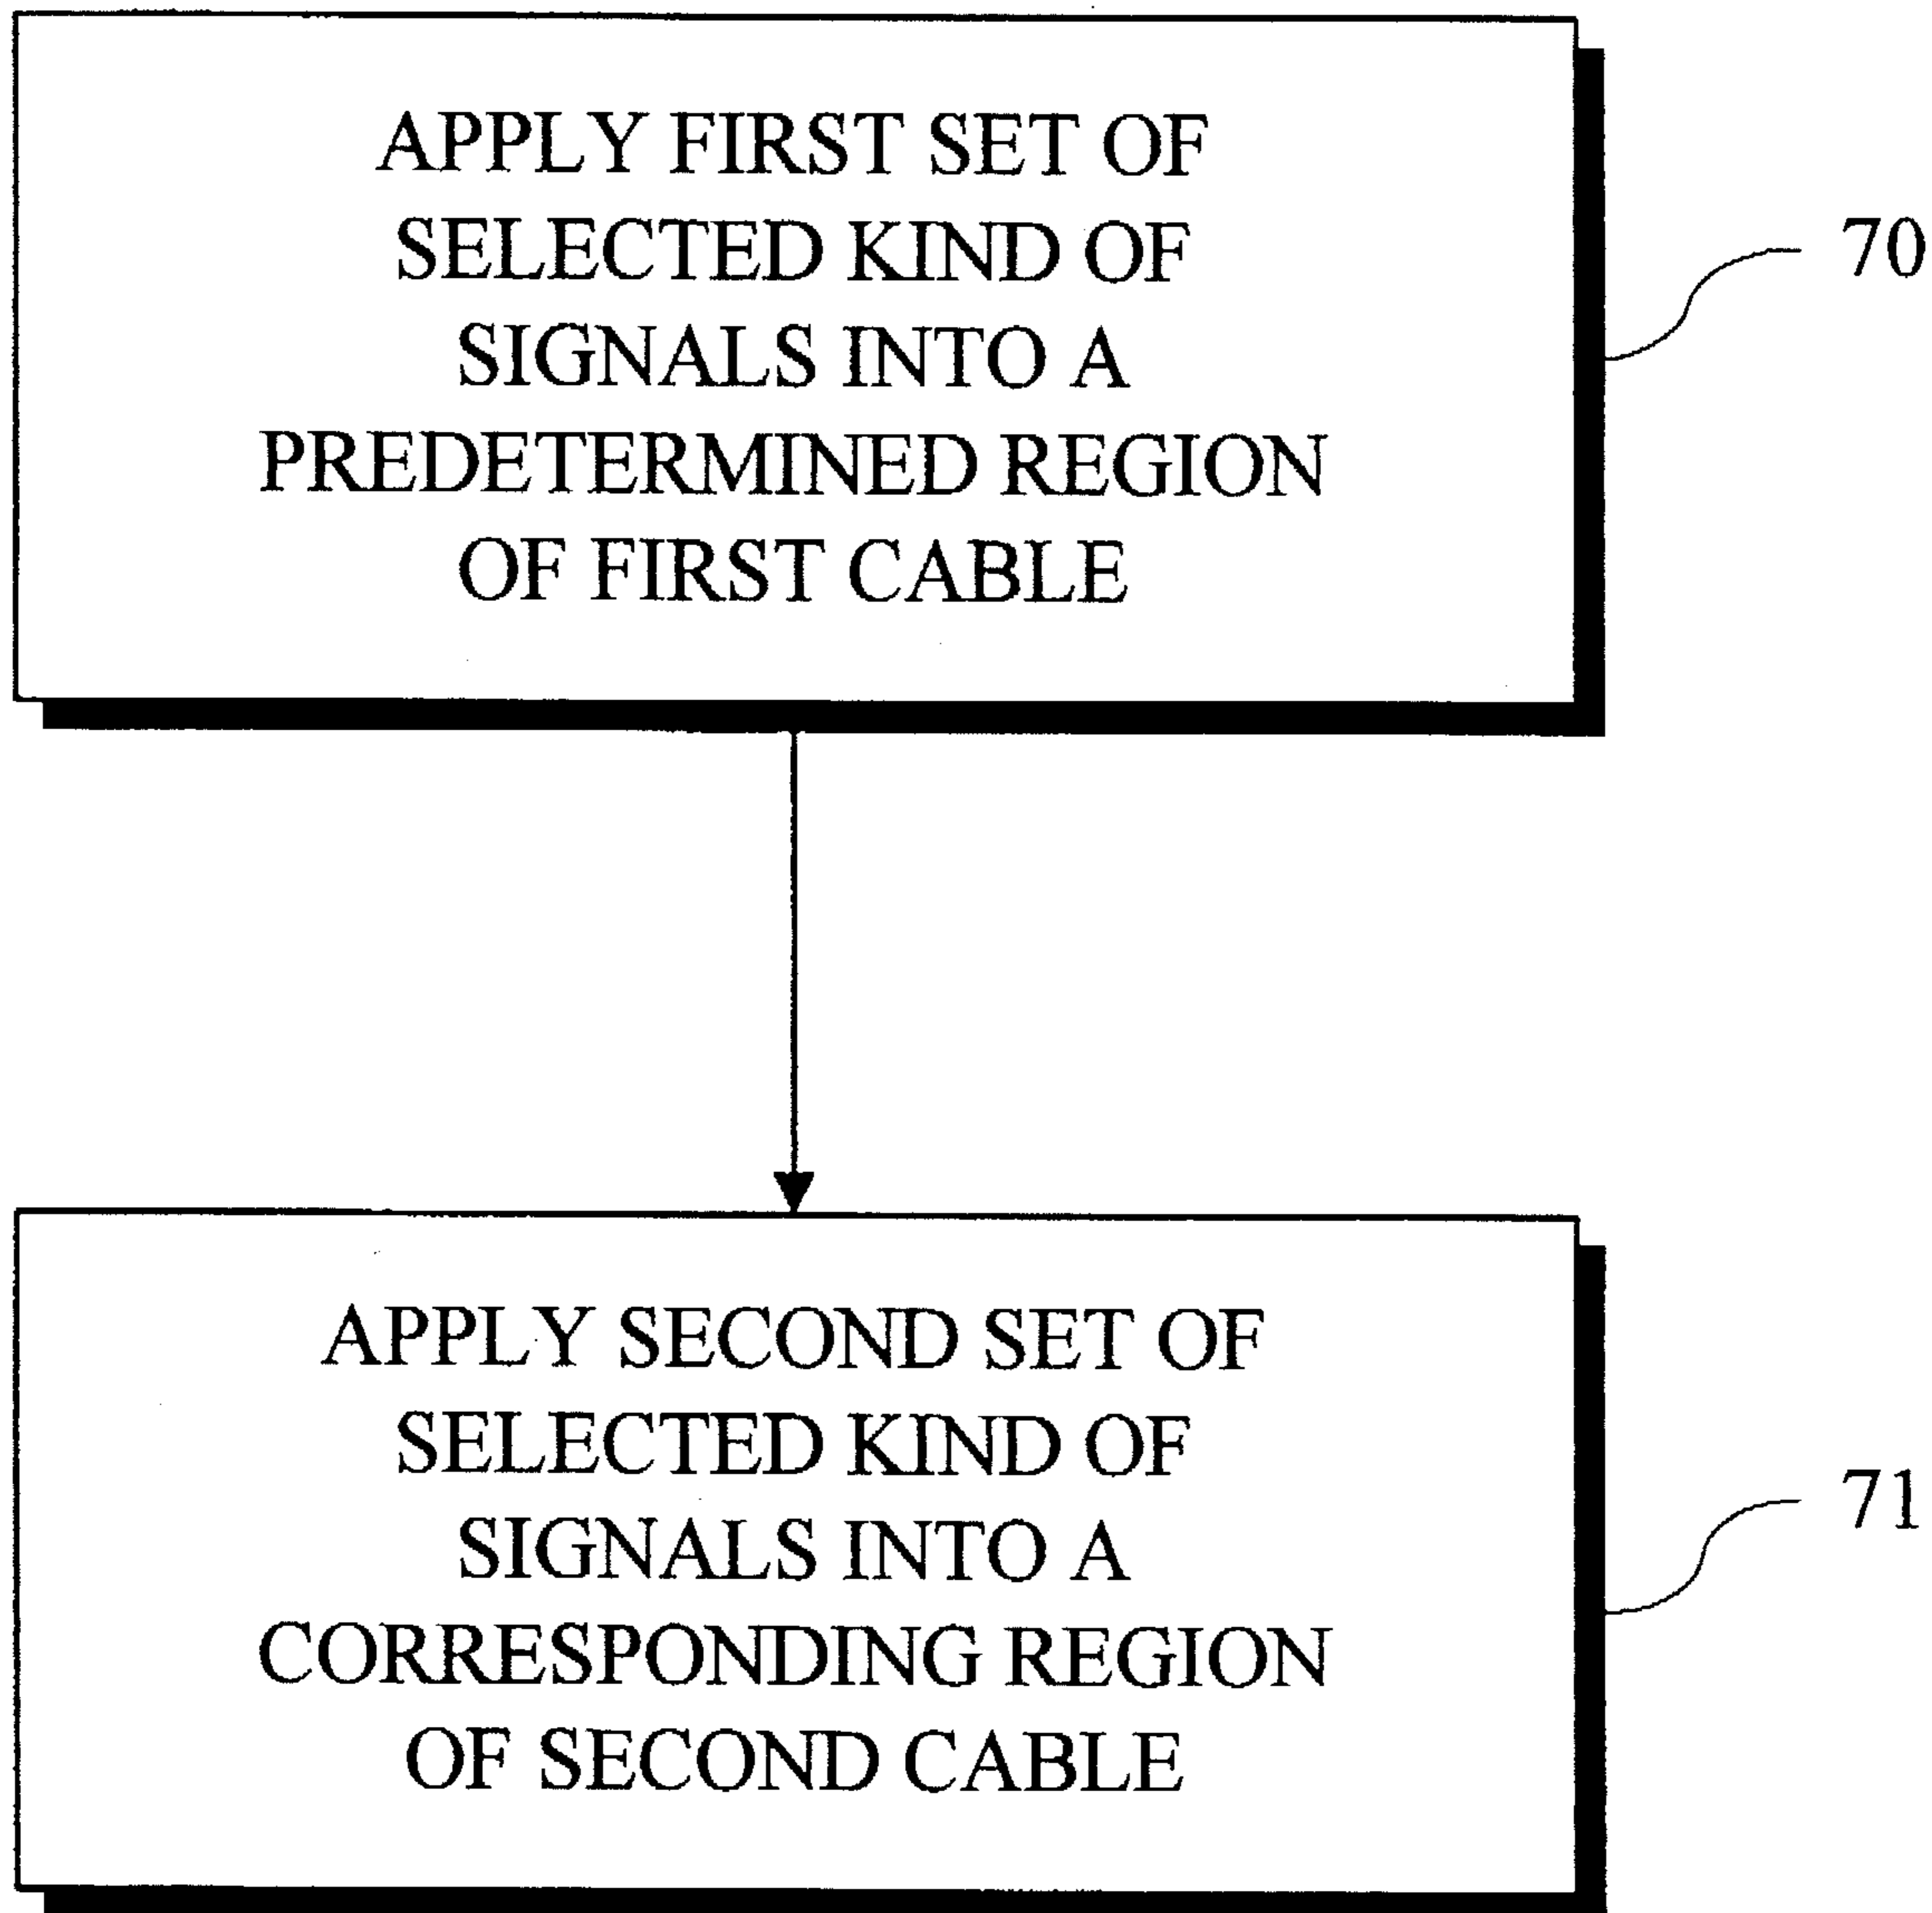 APPLY FIRST SET OF
SELECTED KIND OF
SIGNALS INTO A
PREDETERMINED REGION
OF FIRST CABLE
70
APPLY SECOND SET OF
SELECTED KIND OF
SIGNALS INTO A
CORRESPONDING REGION
OF SECOND CABLE
71